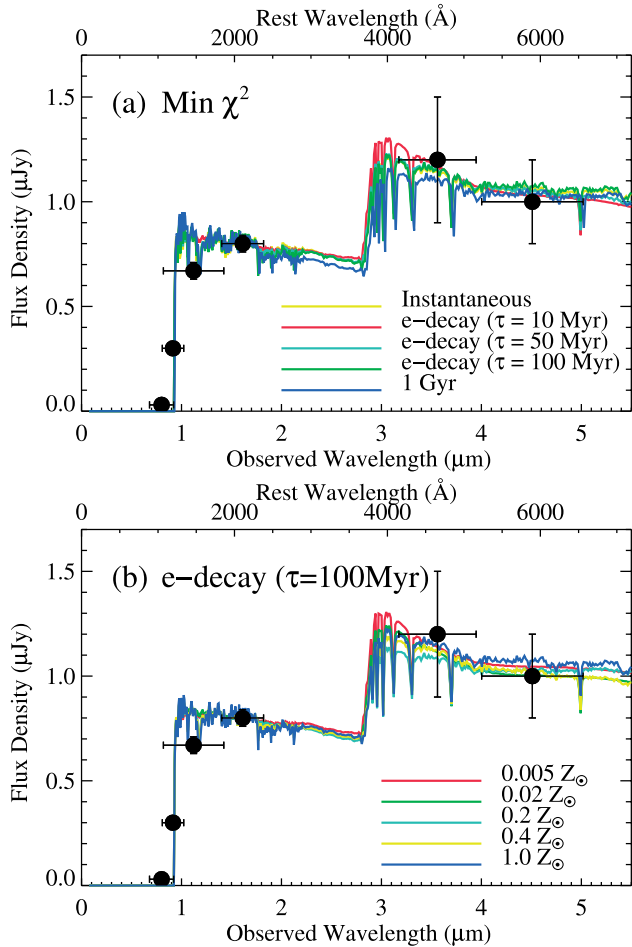 Rest Wavelength (Å)
0 2000 4000 6000
(a) Min χ²
1.5
1.0
0.5
0.0
Flux Density (μJy)
Instantaneous
e-decay (τ = 10 Myr)
e-decay (τ = 50 Myr)
e-decay (τ = 100 Myr)
1 Gyr
0 1 2 3 4 5
Observed Wavelength (μm)
Rest Wavelength (Å)
0 2000 4000 6000
(b) e-decay (τ=100Myr)
1.5
1.0
0.5
0.0
Flux Density (μJy)
0.005 Z⊙
0.02 Z⊙
0.2 Z⊙
0.4 Z⊙
1.0 Z⊙
0 1 2 3 4 5
Observed Wavelength (μm)